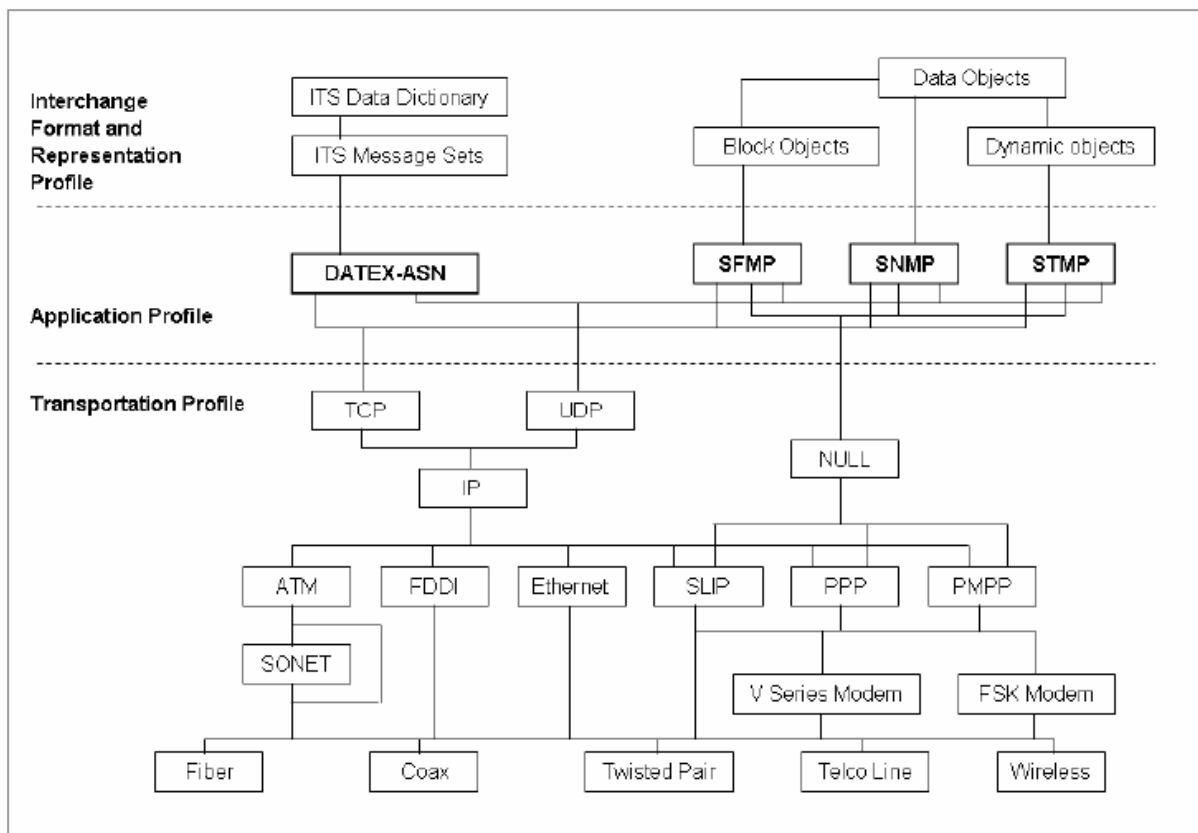 Data Objects
ITS Data Dictionary
Interchange
Format and
Representation
Profile
ITS Message Sets
Block Objects
Dynamic objects
DATEX-ASN
SFMP
SNMP
STMP
Application Profile
Transportation Profile
TCP
UDP
NULL
IP
ATM
FDDI
Ethernet
SLIP
PPP
PMPP
SONET
V Series Modem
FSK Modem
Fiber
Coax
Twisted Pair
Telco Line
Wireless